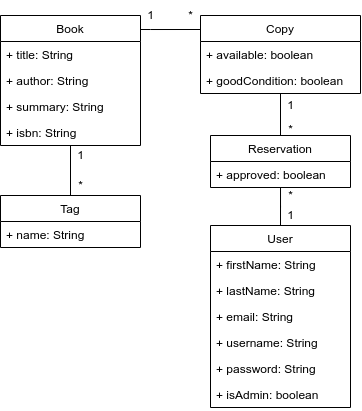 Book
+ title: String
+ author: String
+ summary: String
+ isbn: String
1
*
Copy
+ available: boolean
+ goodCondition: boolean
1
*
Tag
+ name: String
1
*
Reservation
+ approved: boolean
*
1
User
+ firstName: String
+ lastName: String
+ email: String
+ username: String
+ password: String
+ isAdmin: boolean